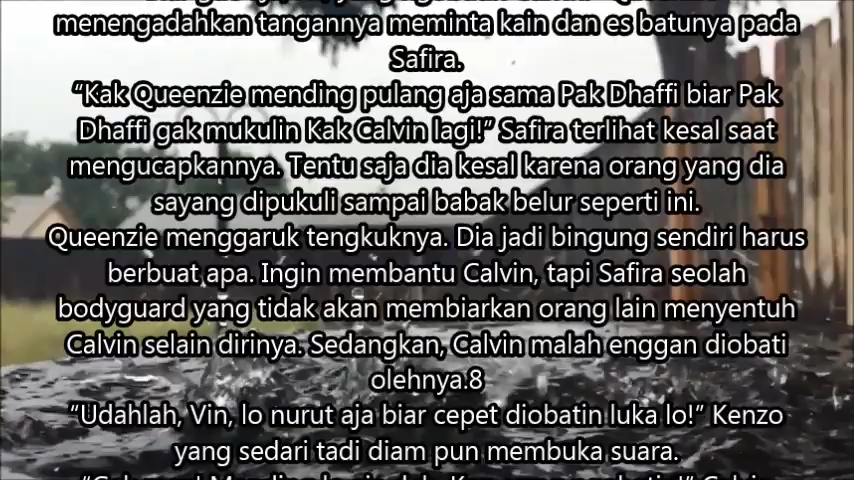 menengadahkan tangannya meminta kain dan es batunya pada
Safira.
“Kak Queenzie mending pulang aja sama Pak Dhaffi biar Pak
Dhaffi gak mukulin Kak Calvin lagi!” Safira terlihat kesal saat
mengucapkannya. Tentu saja dia kesal karena orang yang dia
sayang dipukuli sampai babak belur seperti ini.
Queenzie menggaruk tengkuknya. Dia jadi bingung sendiri harus
berbuat apa. Ingin membantu Calvin, tapi Safira seolah
bodyguard yang tidak akan membiarkan orang lain menyentuh
Calvin selain dirinya. Sedangkan, Calvin malah enggan diobati
olehnya.8
“Udahlah, Vin, lo nurut aja biar cepet diobatin luka lo!” Kenzo
yang sedari tadi diam pun membuka suara.